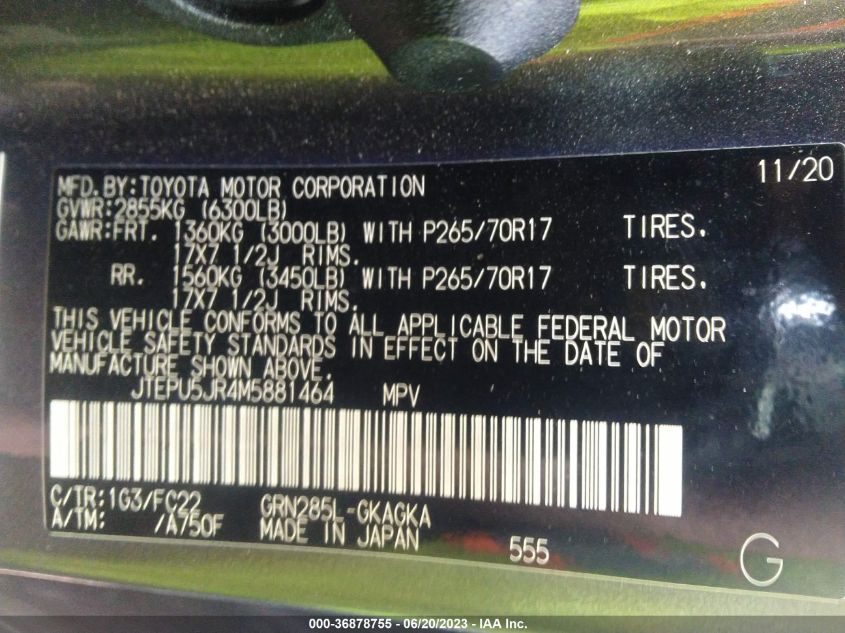 11/20
MFD.BY:TOYOTA MOTOR CORPORATION
GVWR:2855KG (6300LB)
GAWR:FRT. 1360KG (3000LB) WITH P265/70R17 TIRES.
17X7 1/2J RIMS.
RR. 1560KG (3450LB) WITH P265/70R17 TIRES.
17X7 1/2J RIMS.
THIS VEHICLE CONFORMS TO ALL APPLICABLE FEDERAL MOTOR
VEHICLE SAFETY STANDARDS IN EFFECT ON THE DATE OF
MANUFACTURE SHOWN ABOVE.
JTEPU5JR4M5881464 MPV
C/TR:1G3/FC22 GRN285L-GKAGKA
A/TM: /A750F MADE IN JAPAN 555
G
000-36878755 - 06/20/2023 - IAA Inc.